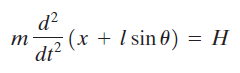 m d²/dt² (x + l sin θ) = H